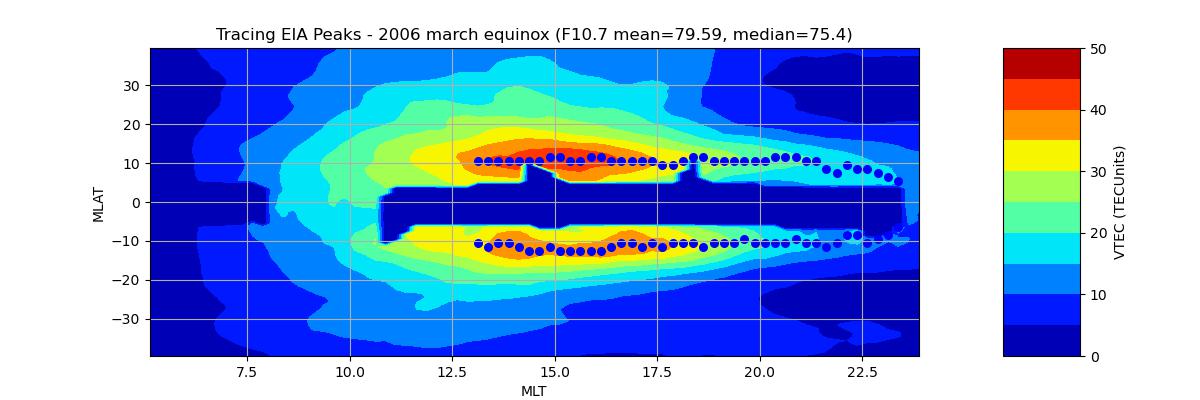 Tracing EIA Peaks - 2006 march equinox (F10.7 mean=79.59, median=75.4)
MLAT
30
20
10
0
−10
−20
−30
7.5 10.0 12.5 15.0 17.5 20.0 22.5
MLT
50
40
30
20
10
0
VTEC (TECUnits)